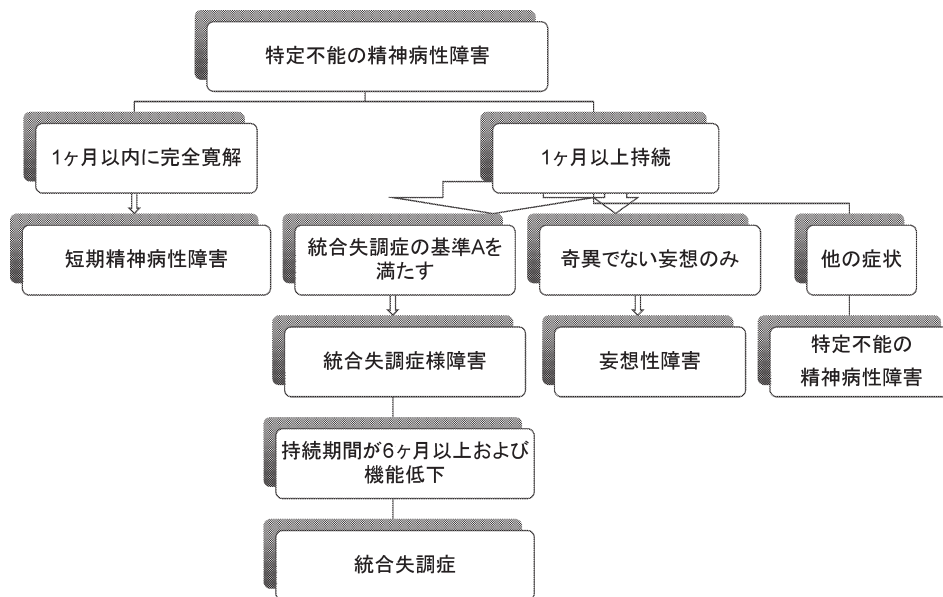 特定不能の精神病性障害
1ヶ月以内に完全寛解
1ヶ月以上持続
短期精神病性障害
統合失調症の基準Aを
満たす
奇異でない妄想のみ
他の症状
統合失調症様障害
妄想性障害
特定不能の
精神病性障害
持続期間が6ヶ月以上および
機能低下
統合失調症